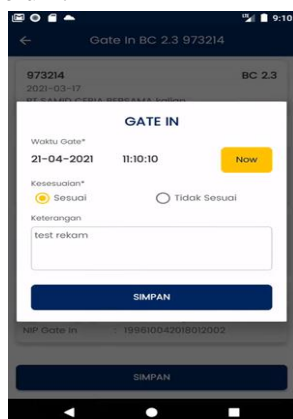 9:10
Gate In BC 2.3 973214
973214 BC 2.3
2021-03-17
GATE IN
Waktu Gate*
21-04-2021 11:10:10 Now
Kesesuaian*
Sesuai Tidak Sesuai
Keterangan
test rekam
SIMPAN
NIP Gate In : 199610042018012002
SIMPAN